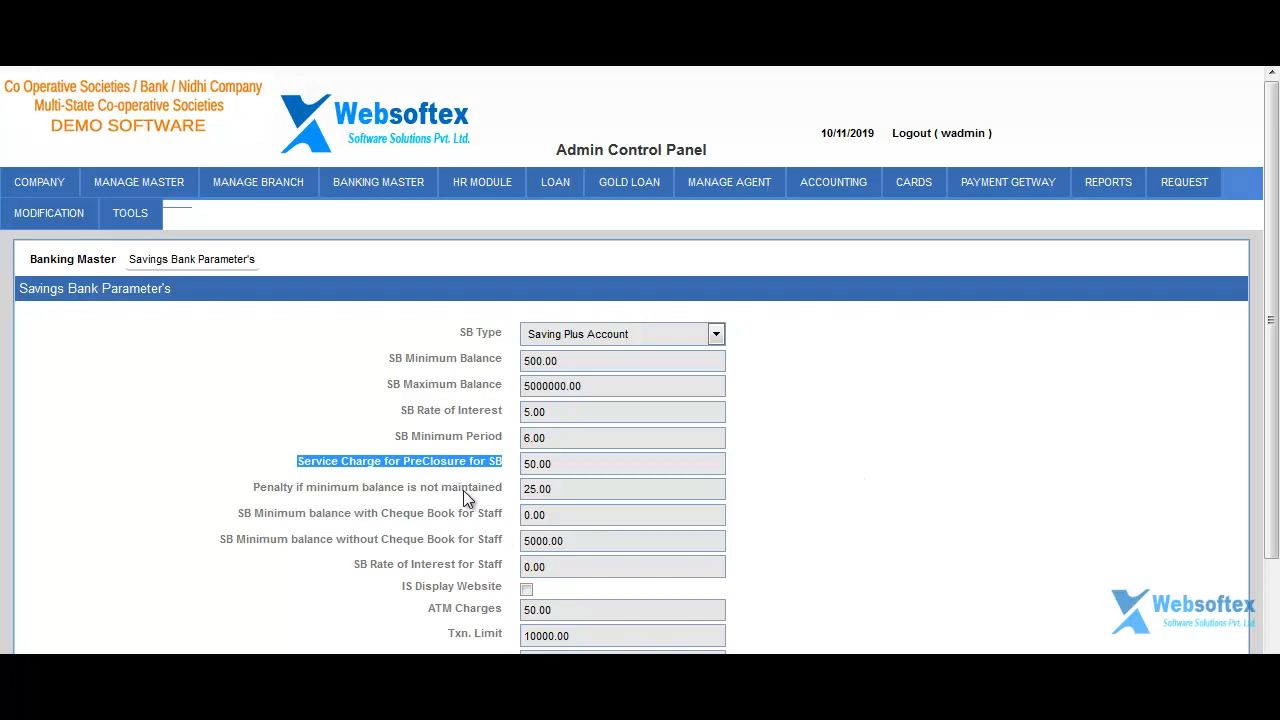 Co Operative Societies / Bank / Nidhi Company
Multi-State Co-operative Societies
DEMO SOFTWARE
Websoftex
Software Solutions Pvt. Ltd.
Admin Control Panel
10/11/2019 Logout ( wadmin )
COMPANY MANAGE MASTER MANAGE BRANCH BANKING MASTER HR MODULE LOAN GOLD LOAN MANAGE AGENT ACCOUNTING CARDS PAYMENT GETWAY REPORTS REQUEST
MODIFICATION TOOLS
Banking Master Savings Bank Parameter's
Savings Bank Parameter's
SB Type Saving Plus Account
SB Minimum Balance 500.00
SB Maximum Balance 5000000.00
SB Rate of Interest 5.00
SB Minimum Period 6.00
Service Charge for PreClosure for SB 50.00
Penalty if minimum balance is not maintained 25.00
SB Minimum balance with Cheque Book for Staff 0.00
SB Minimum balance without Cheque Book for Staff 5000.00
SB Rate of Interest for Staff 0.00
IS Display Website
ATM Charges 50.00
Txn. Limit 10000.00
Websoftex
Software Solutions Pvt. Ltd.